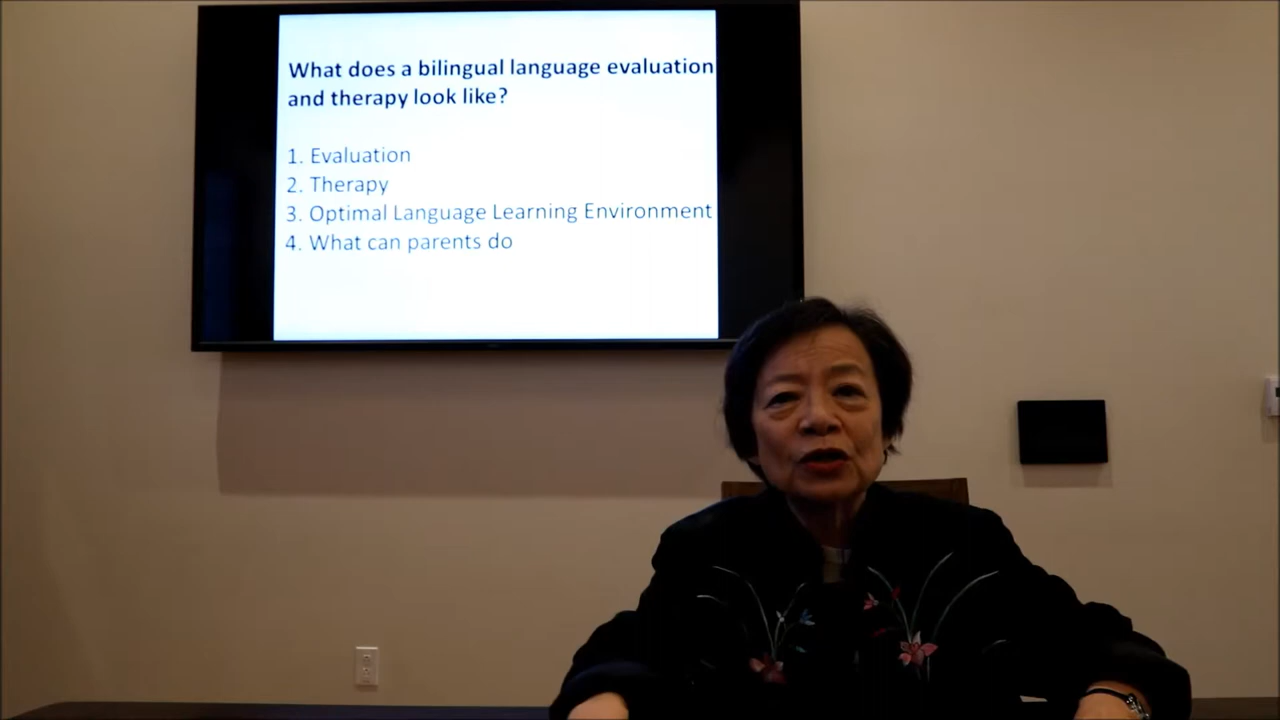 What does a bilingual language evaluation
and therapy look like?
1. Evaluation
2. Therapy
3. Optimal Language Learning Environment
4. What can parents do